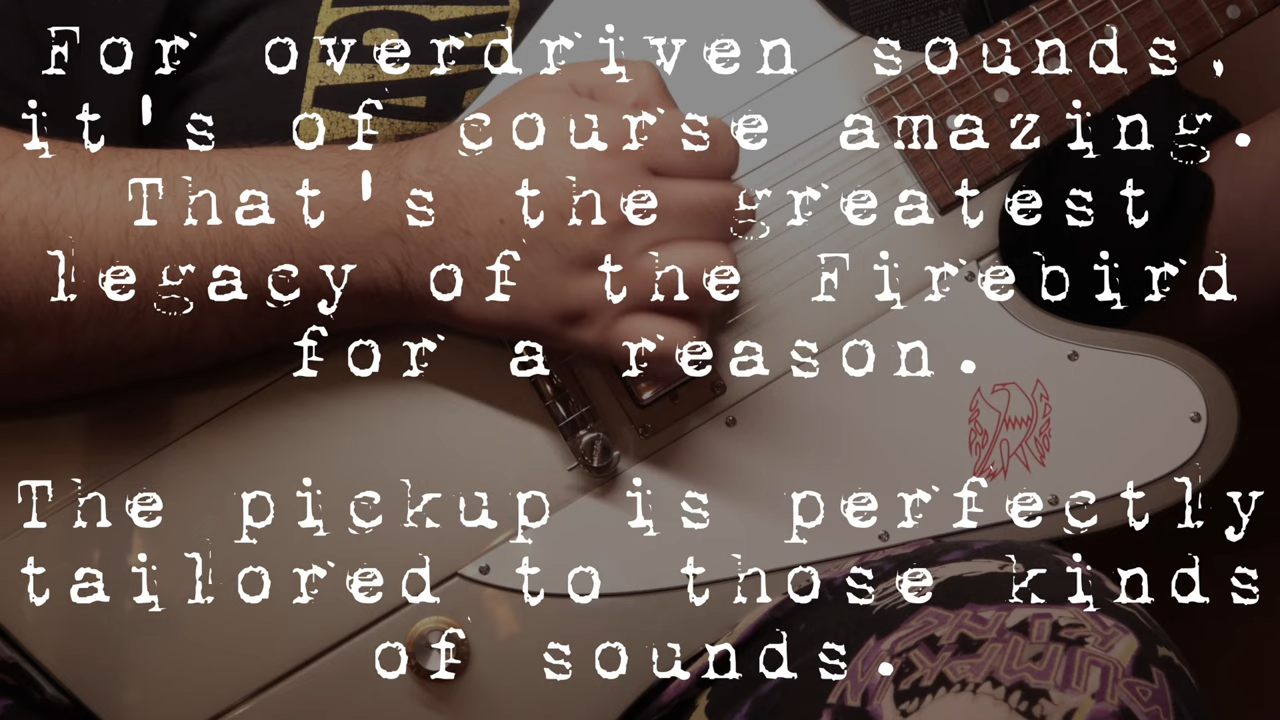 For overdriven sounds,
it's of course amazing.
That's the greatest
legacy of the Firebird
for a reason.
The pickup is perfectly
tailored to those kinds
of sounds.